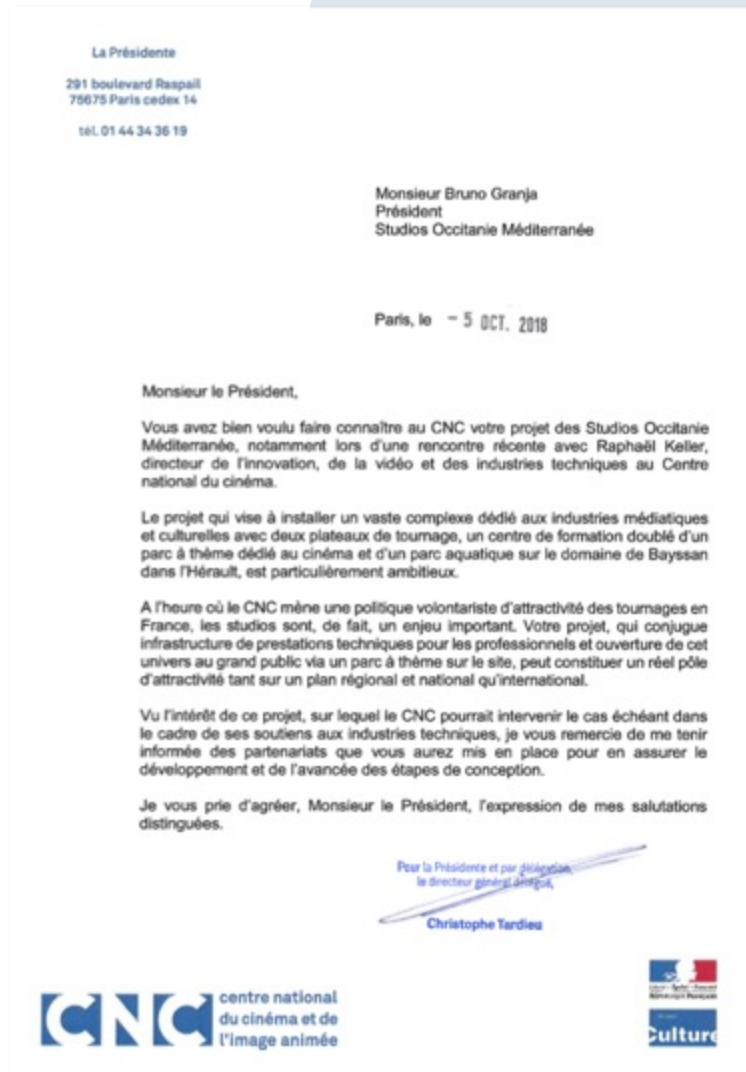 La Présidente
291 boulevard Raspail
75675 Paris cedex 14
tél. 01 44 34 36 19
Monsieur Bruno Granja
Président
Studios Occitanie Méditerranée
Paris, le - 5 OCT. 2018
Monsieur le Président,
Vous avez bien voulu faire connaître au CNC votre projet des Studios Occitanie
Méditerranée, notamment lors d'une rencontre récente avec Raphaël Keller,
directeur de l'innovation, de la vidéo et des industries techniques au Centre
national du cinéma.
Le projet qui vise à installer un vaste complexe dédié aux industries médiatiques
et culturelles avec deux plateaux de tournage, un centre de formation doublé d'un
parc à thème dédié au cinéma et d'un parc aquatique sur le domaine de Bayssan
dans l'Hérault, est particulièrement ambitieux.
A l'heure où le CNC mène une politique volontariste d'attractivité des tournages en
France, les studios sont, de fait, un enjeu important. Votre projet, qui conjugue
infrastructure de prestations techniques pour les professionnels et ouverture de cet
univers au grand public via un parc à thème sur le site, peut constituer un réel pôle
d'attractivité tant sur un plan régional et national qu'international.
Vu l'intérêt de ce projet, sur lequel le CNC pourrait intervenir le cas échéant dans
le cadre de ses soutiens aux industries techniques, je vous remercie de me tenir
informée des partenariats que vous aurez mis en place pour en assurer le
développement et de l'avancée des étapes de conception.
Je vous prie d'agréer, Monsieur le Président, l'expression de mes salutations
distinguées.
Pour la Présidente et par délégation,
le directeur général délégué,
Christophe Tardieu
CNC
centre national
du cinéma et de
l'image animée
RÉPUBLIQUE FRANÇAISE
Culture